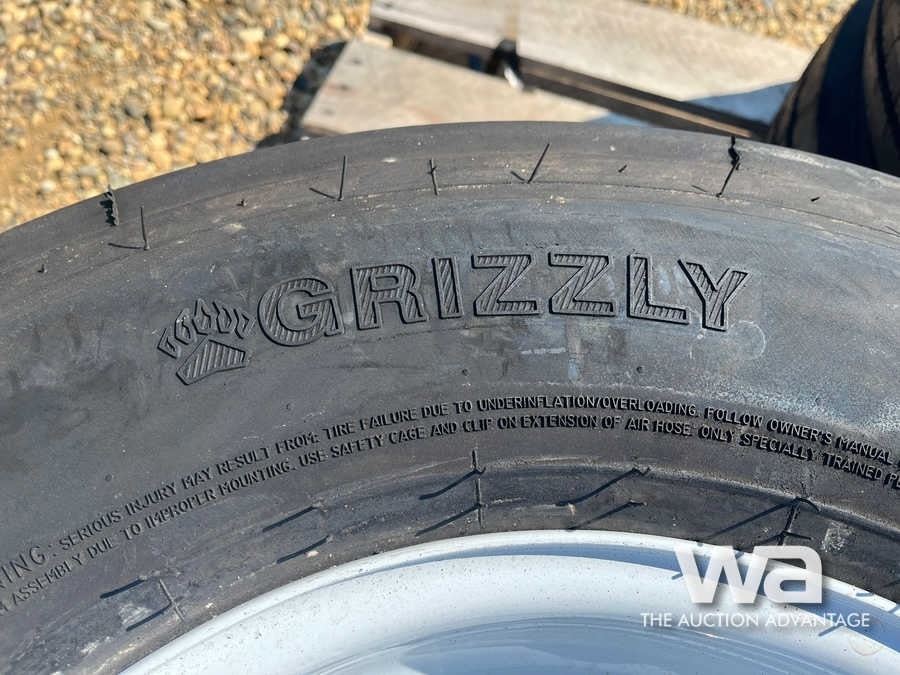 GRIZZLY
SERIOUS INJURY MAY RESULT FROM: TIRE FAILURE DUE TO UNDERINFLATION/OVERLOADING. FOLLOW OWNER'S MANUAL
ASSEMBLY DUE TO IMPROPER MOUNTING. USE SAFETY CAGE AND CLIP ON EXTENSION OF AIR HOSE. ONLY SPECIALLY TRAINED
wa
THE AUCTION ADVANTAGE